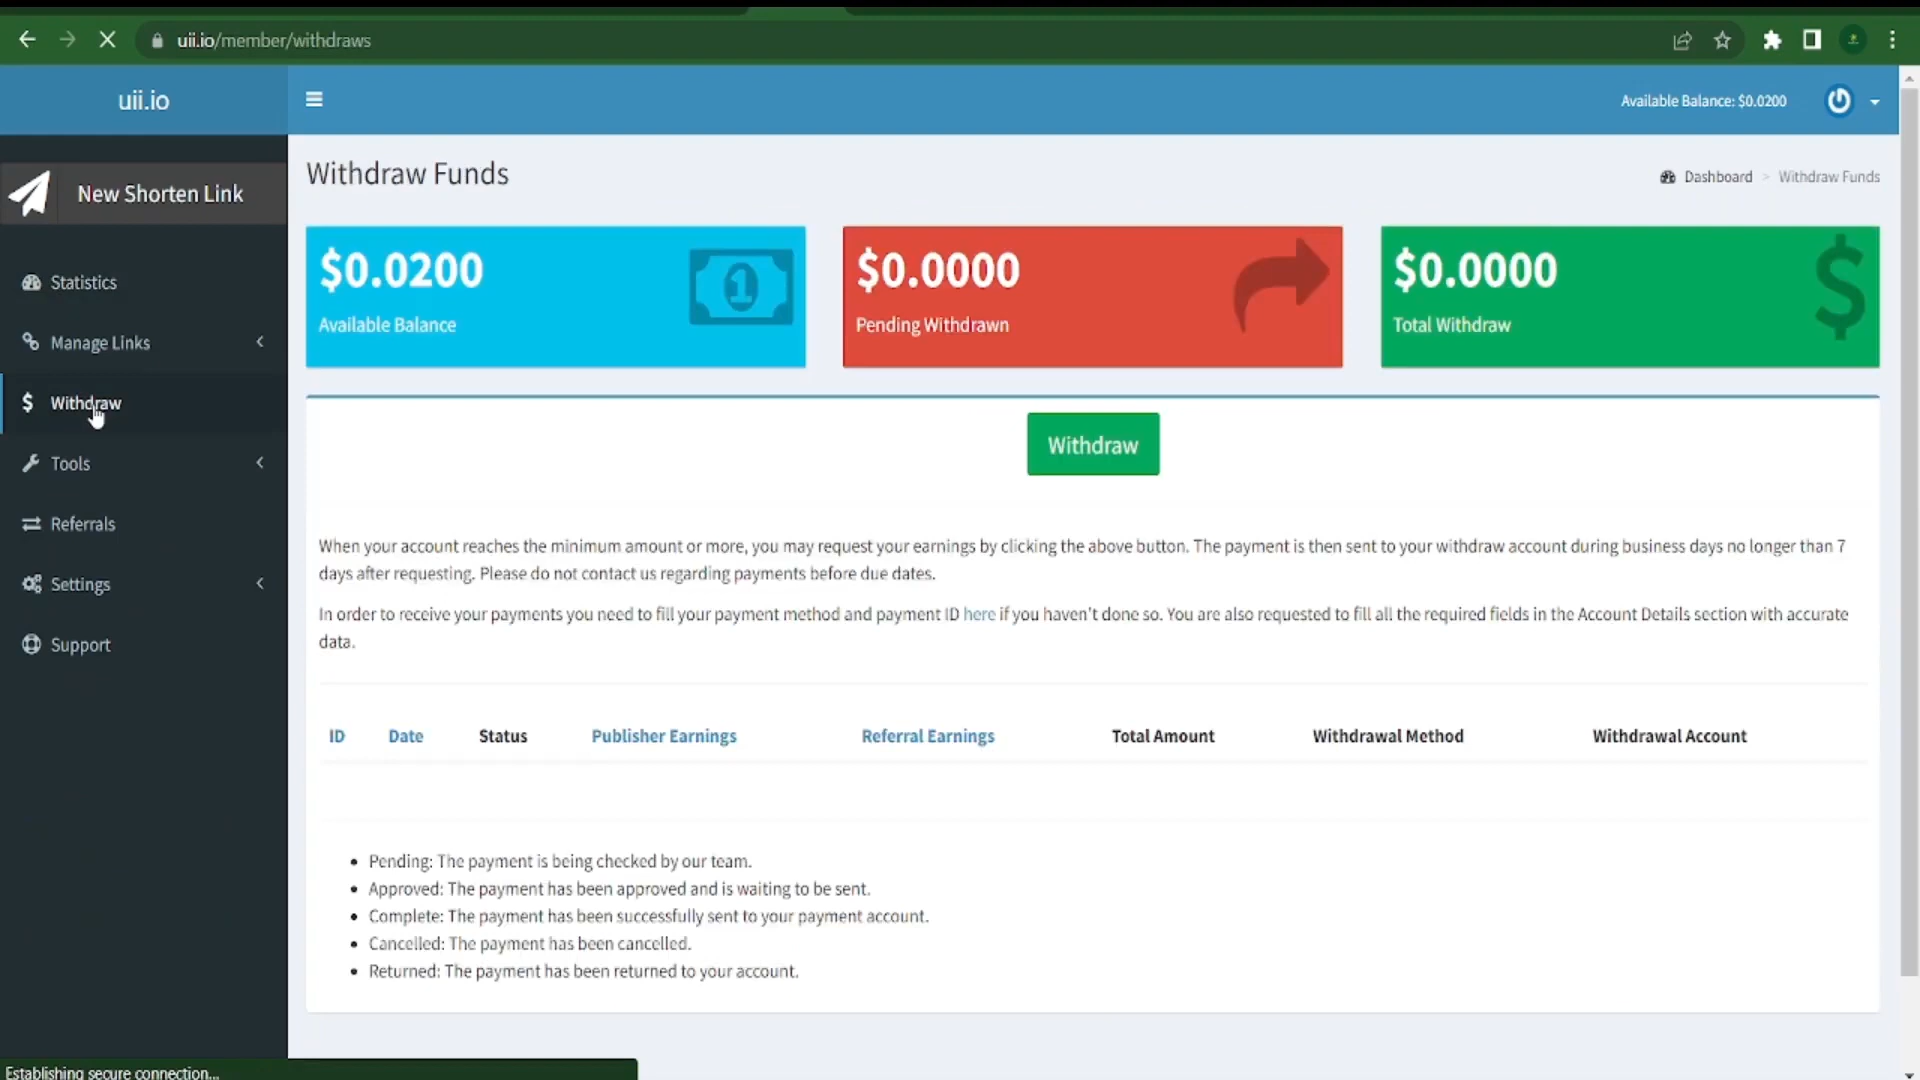 uii.io/member/withdraws
uii.io
Available Balance: $0.0200
New Shorten Link
Withdraw Funds
Dashboard > Withdraw Funds
Statistics
Manage Links
Withdraw
Tools
Referrals
Settings
Support
$0.0200
Available Balance
1
$0.0000
Pending Withdrawn
$0.0000
Total Withdraw
$
Withdraw
When your account reaches the minimum amount or more, you may request your earnings by clicking the above button. The payment is then sent to your withdraw account during business days no longer than 7
days after requesting. Please do not contact us regarding payments before due dates.
In order to receive your payments you need to fill your payment method and payment ID here if you haven't done so. You are also requested to fill all the required fields in the Account Details section with accurate
data.
ID Date Status Publisher Earnings Referral Earnings Total Amount Withdrawal Method Withdrawal Account
• Pending: The payment is being checked by our team.
• Approved: The payment has been approved and is waiting to be sent.
• Complete: The payment has been successfully sent to your payment account.
• Cancelled: The payment has been cancelled.
• Returned: The payment has been returned to your account.
Establishing secure connection...